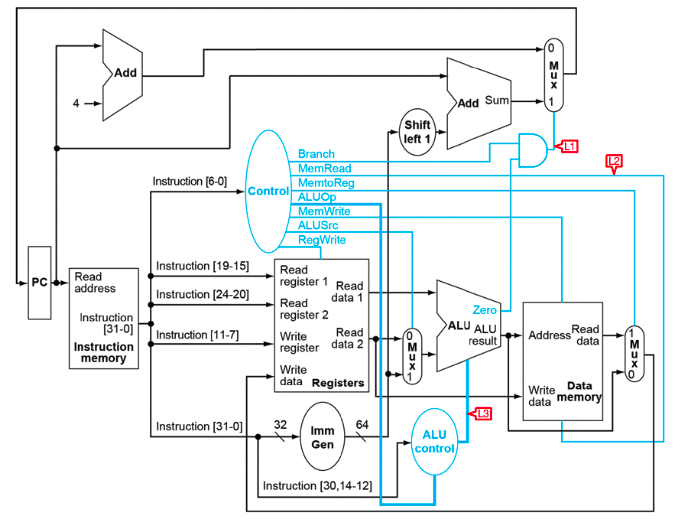 Add
4
0
M
u
x
1
Add Sum
Shift
left 1
L1
L2
Branch
MemRead
MemtoReg
ALUOp
MemWrite
ALUSrc
RegWrite
Control
Instruction [6-0]
PC
Read
address
Instruction
[31-0]
Instruction
memory
Instruction [19-15]
Instruction [24-20]
Instruction [11-7]
Instruction [31-0]
Read
register 1
Read
data 1
Read
register 2
Write
register
Read
data 2
Write
data
Registers
0
M
u
x
1
Zero
ALU ALU
result
Address
Read
data
Write
data
Data
memory
1
M
u
x
0
32
Imm
Gen
64
ALU
control
L3
Instruction [30,14-12]